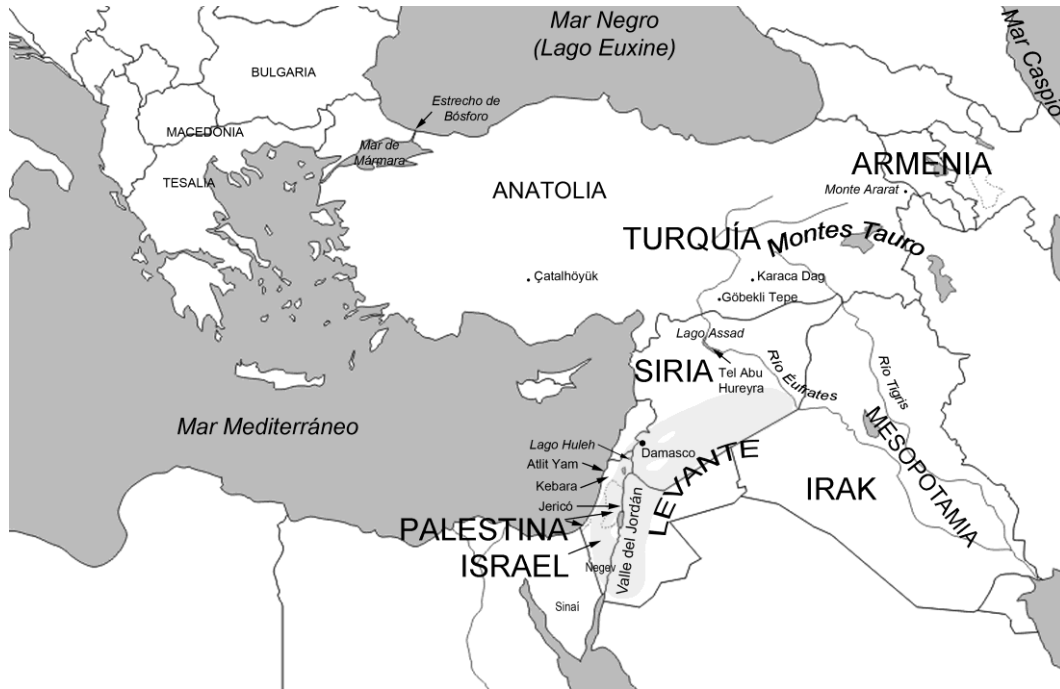 Mar Negro
(Lago Euxine)
Mar Caspio
BULGARIA
Estrecho de
Bósforo
MACEDONIA
Mar de
Mármara
TESALIA
ANATOLIA
ARMENIA
Monte Ararat
TURQUÍA
Montes Tauro
Çatalhöyük
Karaca Dag
Göbekli Tepe
Lago Assad
SIRIA
Tel Abu
Hureyra
Río Éufrates
Río Tigris
Mar Mediterráneo
Lago Huleh
Damasco
Atlit Yam
Kebara
Jericó
LEVANTE
MESOPOTAMIA
IRAK
PALESTINA
ISRAEL
Valle del Jordán
Negev
Sinaí